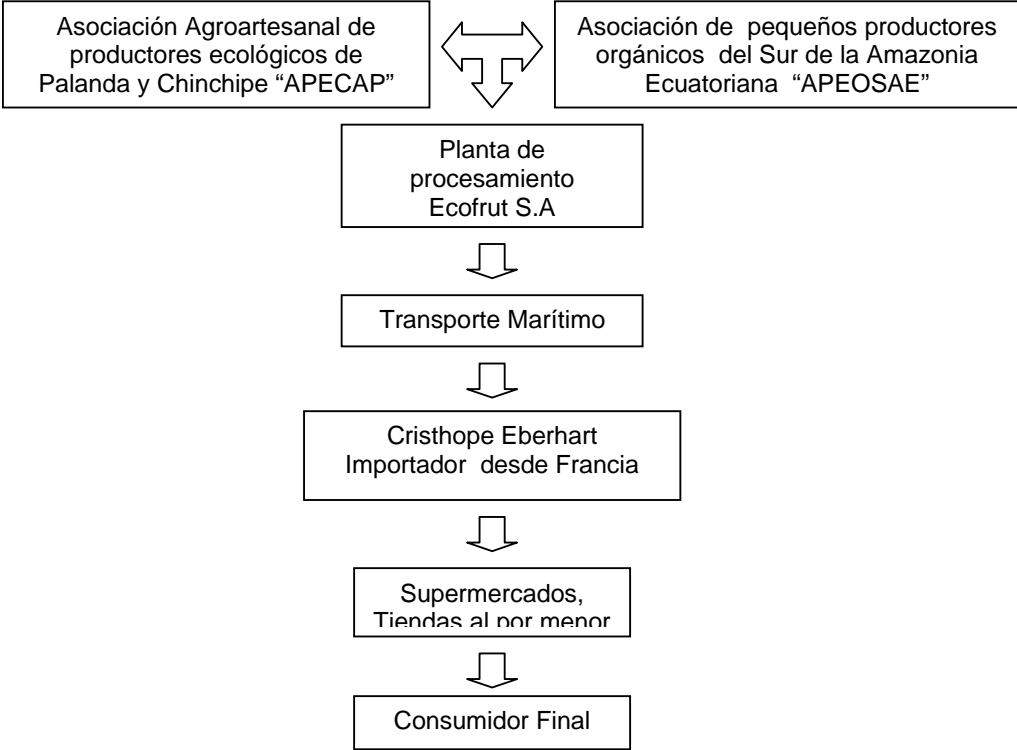 Asociación Agroartesanal de
productores ecológicos de
Palanda y Chinchipe “APECAP”
Asociación de pequeños productores
orgánicos del Sur de la Amazonia
Ecuatoriana “APEOSAE”
Planta de
procesamiento
Ecofrut S.A
Transporte Marítimo
Cristhope Eberhart
Importador desde Francia
Supermercados,
Tiendas al por menor
Consumidor Final